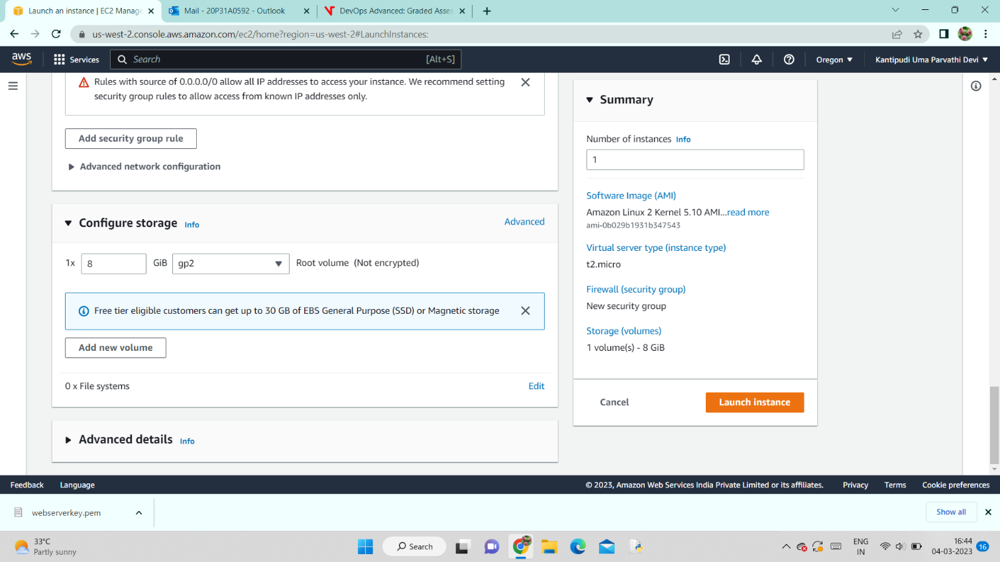 Launch an instance | EC2 Manage
Mail - 20P31A0592 - Outlook
DevOps Advanced: Graded Asses
us-west-2.console.aws.amazon.com/ec2/home?region=us-west-2#LaunchInstances:
aws
Services
Search
[Alt+S]
Oregon
Kantipudi Uma Parvathi Devi
Rules with source of 0.0.0.0/0 allow all IP addresses to access your instance. We recommend setting
security group rules to allow access from known IP addresses only.
Add security group rule
Advanced network configuration
Configure storage Info
Advanced
1x 8 GiB gp2 Root volume (Not encrypted)
Free tier eligible customers can get up to 30 GB of EBS General Purpose (SSD) or Magnetic storage
Add new volume
0 x File systems
Edit
Advanced details Info
Summary
Number of instances Info
1
Software Image (AMI)
Amazon Linux 2 Kernel 5.10 AMI...read more
ami-0b029b1931b347543
Virtual server type (instance type)
t2.micro
Firewall (security group)
New security group
Storage (volumes)
1 volume(s) - 8 GiB
Cancel
Launch instance
Feedback
Language
© 2023, Amazon Web Services India Private Limited or its affiliates.
Privacy
Terms
Cookie preferences
webserverkey.pem
Show all
33°C
Partly sunny
Search
ENG
IN
16:44
04-03-2023
16